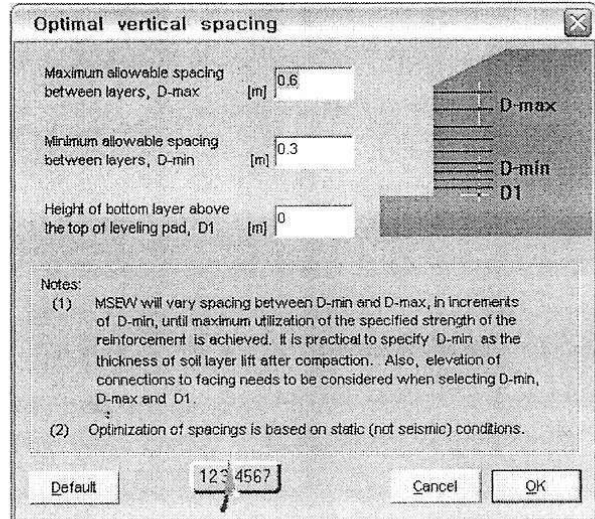 Optimal vertical spacing
Maximum allowable spacing
between layers, D-max [m] 0.6
D-max
Minimum allowable spacing
between layers, D-min [m] 0.3
D-min
D1
Height of bottom layer above
the top of leveling pad, D1 [m] 0
Notes:
(1) MSEW will vary spacing between D-min and D-max, in increments
of D-min, until maximum utilization of the specified strength of the
reinforcement is achieved. It is practical to specify D-min as the
thickness of soil layer lift after compaction. Also, elevation of
connections to facing needs to be considered when selecting D-min,
D-max and D1.
(2) Optimization of spacings is based on static (not seismic) conditions.
Default
1234567
Cancel
OK